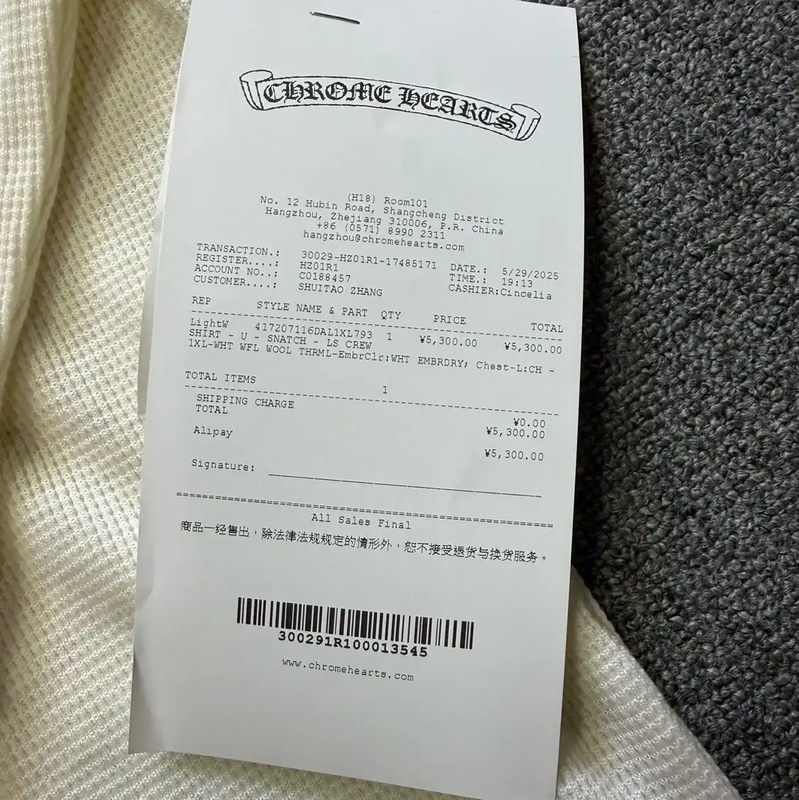 CHROME HEARTS
(H18) Room101
No. 12 Hubin Road, Shangcheng District
Hangzhou, Zhejiang 310006, P.R. China
+86 (0571) 8990 2311
hangzhou@chromehearts.com
TRANSACTION.: 30029-HZ01R1-17485171 DATE.: 5/29/2025
REGISTER....: HZ01R1 TIME.: 19:13
ACCOUNT NO..: C0188457 CASHIER:Cincelia
CUSTOMER....: SHUITAO ZHANG
REP STYLE NAME & PART QTY PRICE TOTAL
LightW 417207116DAL1XL793 1 ¥5,300.00 ¥5,300.00
SHIRT - U - SNATCH - LS CREW
1XL-WHT WFL WOOL THRML-EmbrClr:WHT EMBRDRY; Chest-L:CH -
TOTAL ITEMS 1
SHIPPING CHARGE ¥0.00
TOTAL ¥5,300.00
Alipay ¥5,300.00
Signature:
All Sales Final
商品一经售出，除法律法规规定的情形外，恕不接受退货与换货服务。
300291R100013545
www.chromehearts.com